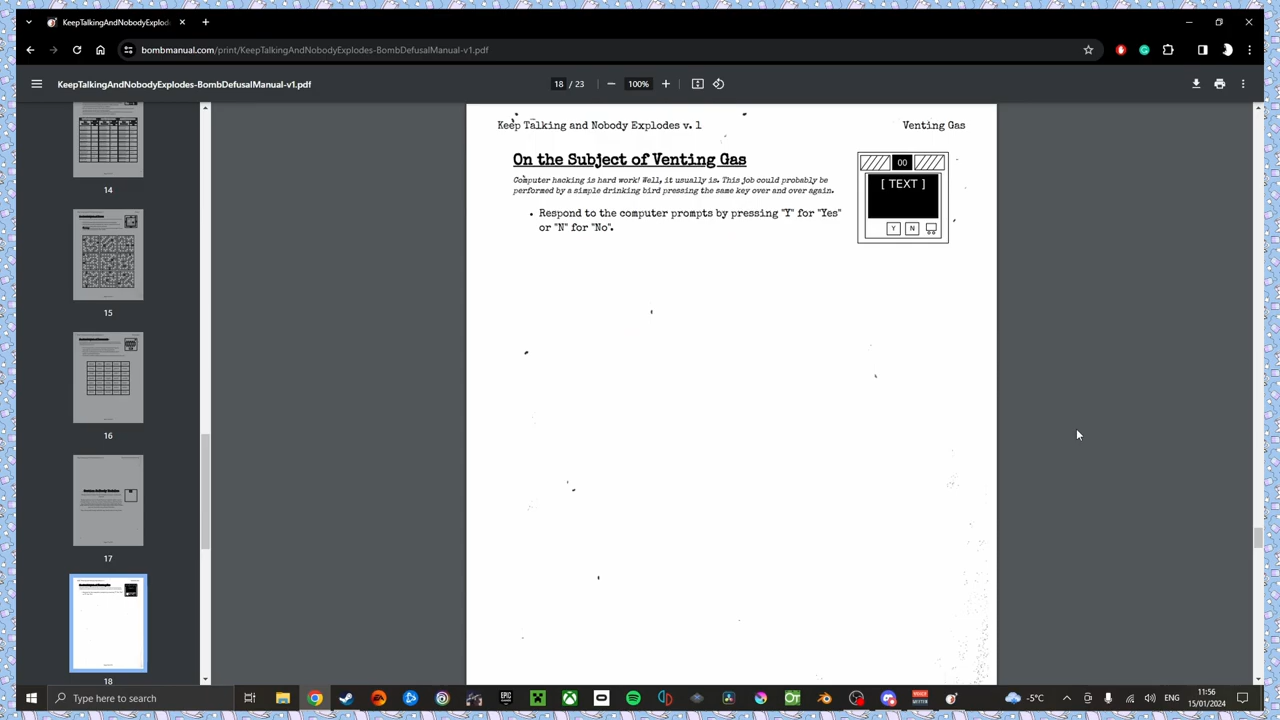 KeepTalkingAndNobodyExplod
bombmanual.com/print/KeepTalkingAndNobodyExplodes-BombDefusalManual-v1.pdf
KeepTalkingAndNobodyExplodes-BombDefusalManual-v1.pdf
18 / 23
100%
14
15
16
17
18
Keep Talking and Nobody Explodes v. 1
Venting Gas
On the Subject of Venting Gas
Computer hacking is hard work! Well, it usually is. This job could probably be
performed by a simple drinking bird pressing the same key over and over again.
• Respond to the computer prompts by pressing "Y" for "Yes"
or "N" for "No".
00
[ TEXT ]
Y N
Type here to search
-5°C
ENG
11:56
15/01/2024